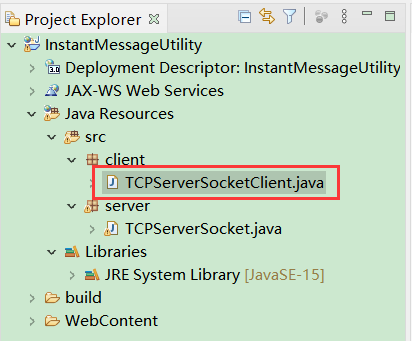 Project Explorer
InstantMessageUtility
Deployment Descriptor: InstantMessageUtility
JAX-WS Web Services
Java Resources
src
client
TCPServerSocketClient.java
server
TCPServerSocket.java
Libraries
JRE System Library [JavaSE-15]
build
WebContent